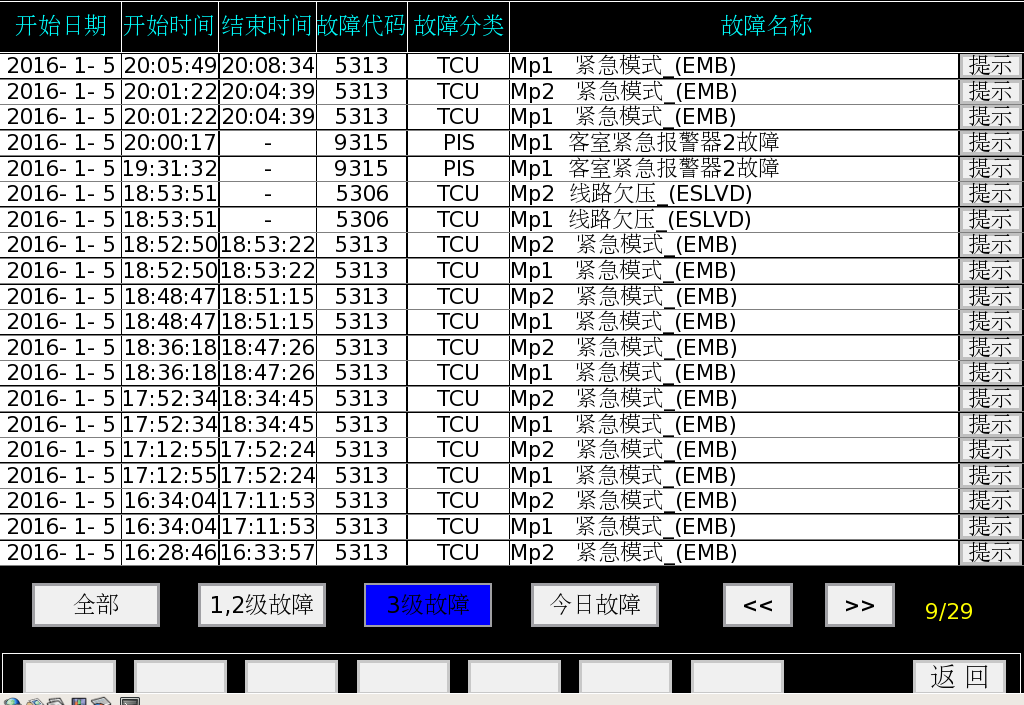 开始日期 开始时间 结束时间 故障代码 故障分类 故障名称
2016- 1- 5 20:05:49 20:08:34 5313 TCU Mp1 紧急模式_(EMB) 提示
2016- 1- 5 20:01:22 20:04:39 5313 TCU Mp2 紧急模式_(EMB) 提示
2016- 1- 5 20:01:22 20:04:39 5313 TCU Mp1 紧急模式_(EMB) 提示
2016- 1- 5 20:00:17 - 9315 PIS Mp1 客室紧急报警器2故障 提示
2016- 1- 5 19:31:32 - 9315 PIS Mp1 客室紧急报警器2故障 提示
2016- 1- 5 18:53:51 - 5306 TCU Mp2 线路欠压_(ESLVD) 提示
2016- 1- 5 18:53:51 - 5306 TCU Mp1 线路欠压_(ESLVD) 提示
2016- 1- 5 18:52:50 18:53:22 5313 TCU Mp2 紧急模式_(EMB) 提示
2016- 1- 5 18:52:50 18:53:22 5313 TCU Mp1 紧急模式_(EMB) 提示
2016- 1- 5 18:48:47 18:51:15 5313 TCU Mp2 紧急模式_(EMB) 提示
2016- 1- 5 18:48:47 18:51:15 5313 TCU Mp1 紧急模式_(EMB) 提示
2016- 1- 5 18:36:18 18:47:26 5313 TCU Mp2 紧急模式_(EMB) 提示
2016- 1- 5 18:36:18 18:47:26 5313 TCU Mp1 紧急模式_(EMB) 提示
2016- 1- 5 17:52:34 18:34:45 5313 TCU Mp2 紧急模式_(EMB) 提示
2016- 1- 5 17:52:34 18:34:45 5313 TCU Mp1 紧急模式_(EMB) 提示
2016- 1- 5 17:12:55 17:52:24 5313 TCU Mp2 紧急模式_(EMB) 提示
2016- 1- 5 17:12:55 17:52:24 5313 TCU Mp1 紧急模式_(EMB) 提示
2016- 1- 5 16:34:04 17:11:53 5313 TCU Mp2 紧急模式_(EMB) 提示
2016- 1- 5 16:34:04 17:11:53 5313 TCU Mp1 紧急模式_(EMB) 提示
2016- 1- 5 16:28:46 16:33:57 5313 TCU Mp2 紧急模式_(EMB) 提示
全部 1,2级故障 3级故障 今日故障 << >> 9/29
返 回